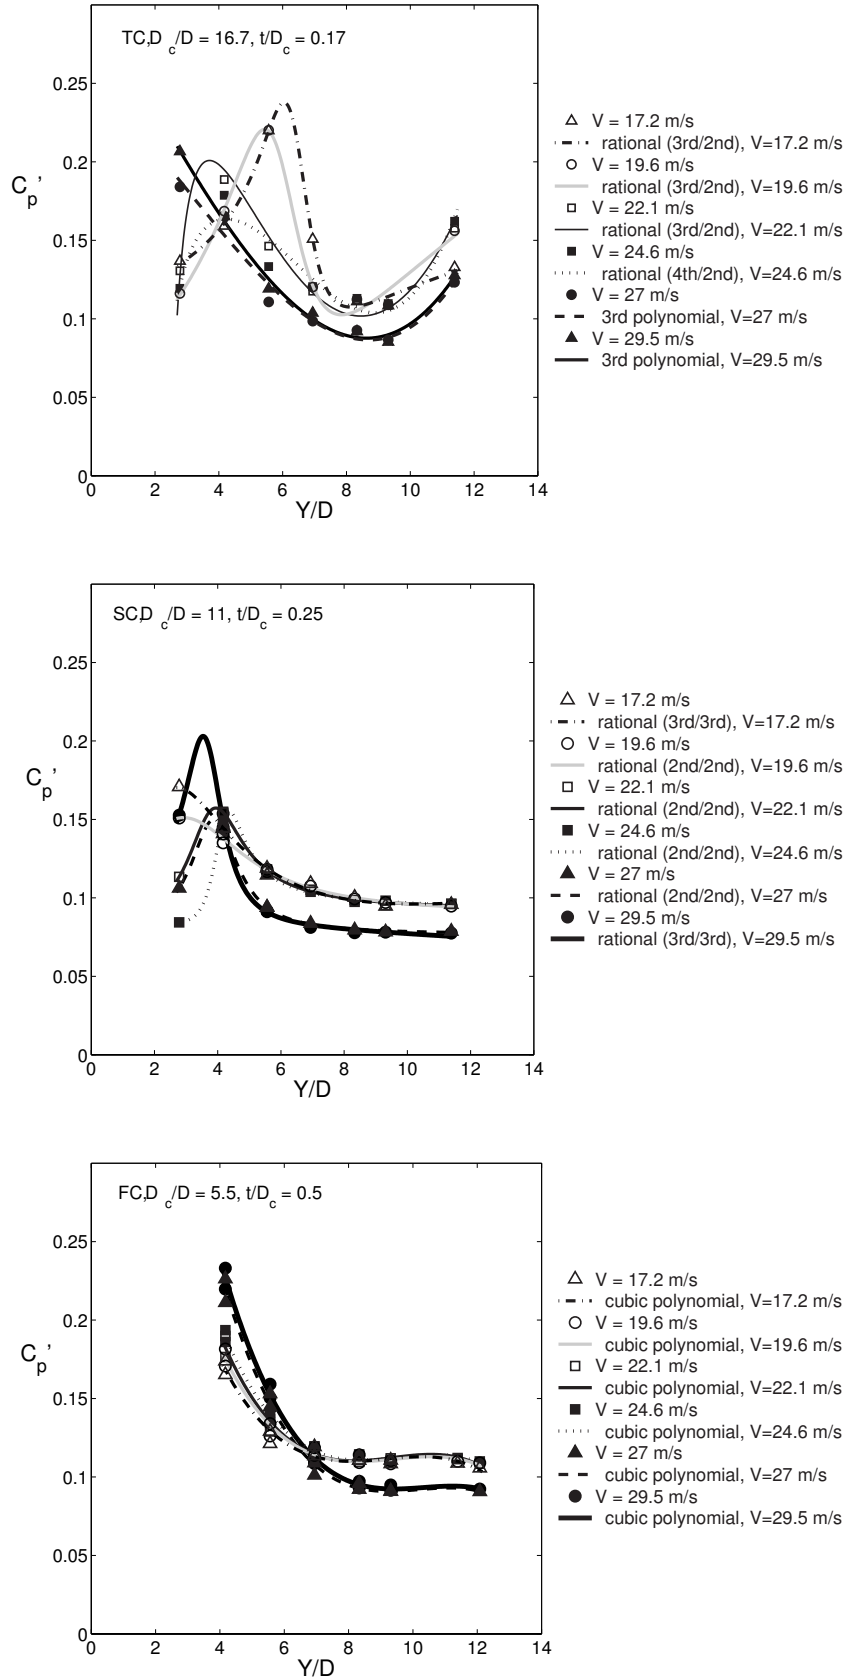 TC,D_c/D = 16.7, t/D_c = 0.17
0.25
0.2
0.15
0.1
0.05
0
C_p'
0 2 4 6 8 10 12 14
Y/D
V = 17.2 m/s
rational (3rd/2nd), V=17.2 m/s
V = 19.6 m/s
rational (3rd/2nd), V=19.6 m/s
V = 22.1 m/s
rational (3rd/2nd), V=22.1 m/s
V = 24.6 m/s
rational (4th/2nd), V=24.6 m/s
V = 27 m/s
3rd polynomial, V=27 m/s
V = 29.5 m/s
3rd polynomial, V=29.5 m/s
SC,D_c/D = 11, t/D_c = 0.25
0.25
0.2
0.15
0.1
0.05
0
C_p'
0 2 4 6 8 10 12 14
Y/D
V = 17.2 m/s
rational (3rd/3rd), V=17.2 m/s
V = 19.6 m/s
rational (2nd/2nd), V=19.6 m/s
V = 22.1 m/s
rational (2nd/2nd), V=22.1 m/s
V = 24.6 m/s
rational (2nd/2nd), V=24.6 m/s
V = 27 m/s
rational (2nd/2nd), V=27 m/s
V = 29.5 m/s
rational (3rd/3rd), V=29.5 m/s
FC,D_c/D = 5.5, t/D_c = 0.5
0.25
0.2
0.15
0.1
0.05
0
C_p'
0 2 4 6 8 10 12 14
Y/D
V = 17.2 m/s
cubic polynomial, V=17.2 m/s
V = 19.6 m/s
cubic polynomial, V=19.6 m/s
V = 22.1 m/s
cubic polynomial, V=22.1 m/s
V = 24.6 m/s
cubic polynomial, V=24.6 m/s
V = 27 m/s
cubic polynomial, V=27 m/s
V = 29.5 m/s
cubic polynomial, V=29.5 m/s